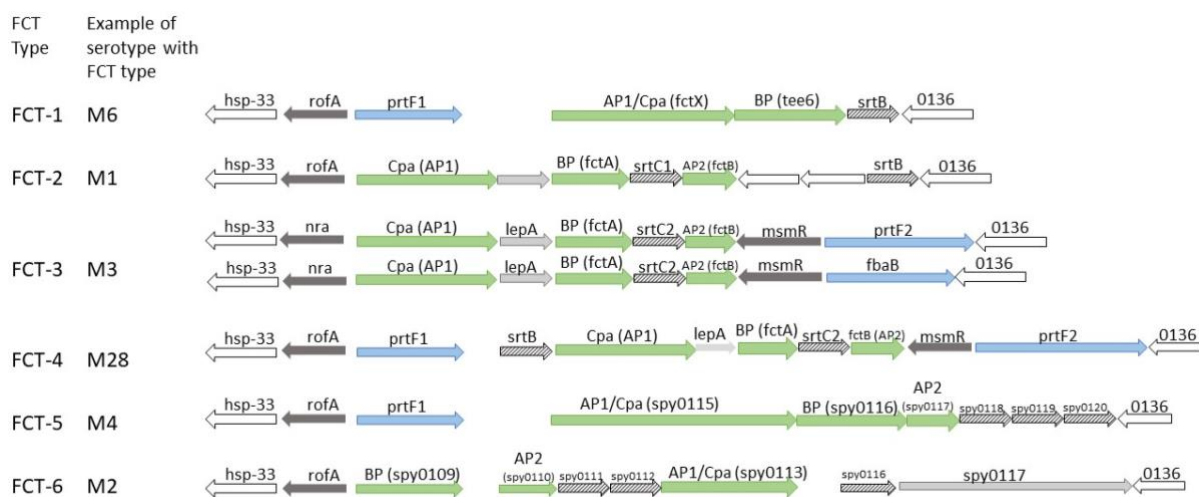 FCT Type
Example of serotype with FCT type
FCT-1 M6 hsp-33 rofA prtF1 AP1/Cpa (fctX) BP (tee6) srtB 0136
FCT-2 M1 hsp-33 rofA Cpa (AP1) BP (fctA) srtC1 AP2 (fctB) srtB 0136
FCT-3 M3
hsp-33 nra Cpa (AP1) lepA BP (fctA) srtC2 AP2 (fctB) msmR prtF2 0136
hsp-33 nra Cpa (AP1) lepA BP (fctA) srtC2 AP2 (fctB) msmR fbaB 0136
FCT-4 M28 hsp-33 rofA prtF1 srtB Cpa (AP1) lepA BP (fctA) srtC2 fctB (AP2) msmR prtF2 0136
FCT-5 M4 hsp-33 rofA prtF1 AP1/Cpa (spy0115) BP (spy0116) AP2 (spy0117) spy0118 spy0119 spy0120 0136
FCT-6 M2 hsp-33 rofA BP (spy0109) AP2 (spy0110) spy0111 spy0112 AP1/Cpa (spy0113) spy0116 spy0117 0136